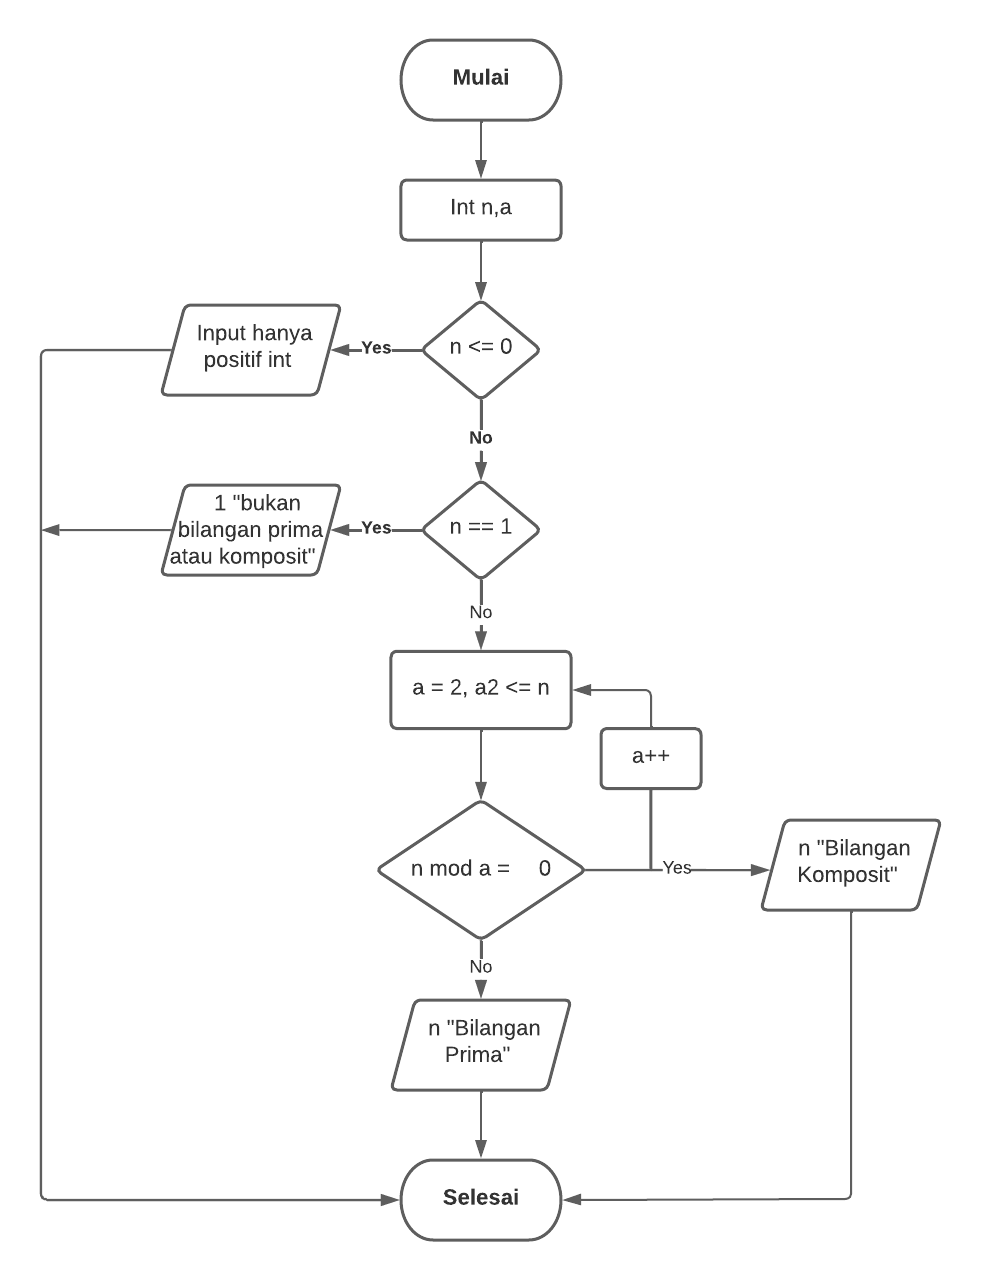 Mulai
Int n,a
n <= 0
Yes
Input hanya
positif int
No
n == 1
Yes
1 "bukan
bilangan prima
atau komposit"
No
a = 2, a2 <= n
a++
n mod a = 0
Yes
n "Bilangan
Komposit"
No
n "Bilangan
Prima"
Selesai